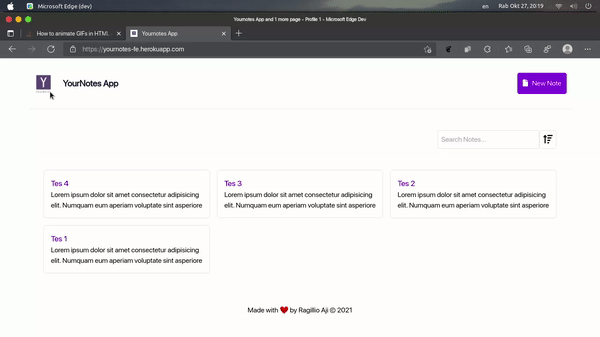 Microsoft Edge (dev)
en
Rab Okt 27, 20:19
Yournotes App and 1 more page - Profile 1 - Microsoft Edge Dev
How to animate GIFs in HTML
Yournotes App
https://yournotes-fe.herokuapp.com
Y
YourNotes App
New Note
Search Notes...
Tes 4
Lorem ipsum dolor sit amet consectetur adipisicing
elit. Numquam eum aperiam voluptate sint asperiore
Tes 3
Lorem ipsum dolor sit amet consectetur adipisicing
elit. Numquam eum aperiam voluptate sint asperiore
Tes 2
Lorem ipsum dolor sit amet consectetur adipisicing
elit. Numquam eum aperiam voluptate sint asperiore
Tes 1
Lorem ipsum dolor sit amet consectetur adipisicing
elit. Numquam eum aperiam voluptate sint asperiore
Made with ❤ by Ragillio Aji © 2021